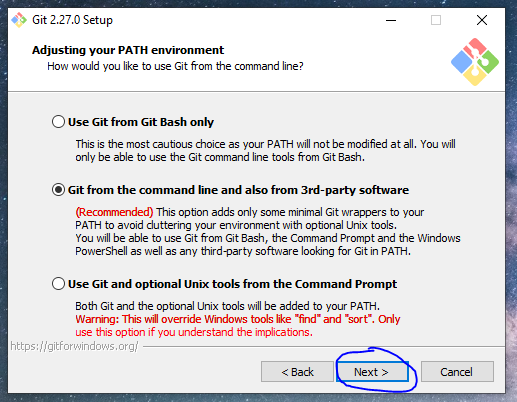 Git 2.27.0 Setup
Adjusting your PATH environment
How would you like to use Git from the command line?
Use Git from Git Bash only
This is the most cautious choice as your PATH will not be modified at all. You will
only be able to use the Git command line tools from Git Bash.
Git from the command line and also from 3rd-party software
(Recommended) This option adds only some minimal Git wrappers to your
PATH to avoid cluttering your environment with optional Unix tools.
You will be able to use Git from Git Bash, the Command Prompt and the Windows
PowerShell as well as any third-party software looking for Git in PATH.
Use Git and optional Unix tools from the Command Prompt
Both Git and the optional Unix tools will be added to your PATH.
Warning: This will override Windows tools like "find" and "sort". Only
use this option if you understand the implications.
https://gitforwindows.org/
< Back
Next >
Cancel